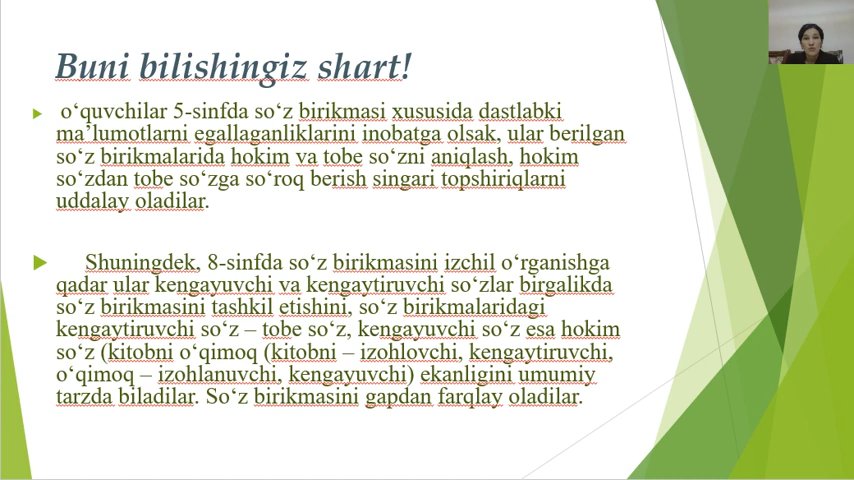 Buni bilishingiz shart!
o‘quvchilar 5-sinfda so‘z birikmasi xususida dastlabki
ma’lumotlarni egallaganliklarini inobatga olsak, ular berilgan
so‘z birikmalarida hokim va tobe so‘zni aniqlash, hokim
so‘zdan tobe so‘zga so‘roq berish singari topshiriqlarni
uddalay oladilar.
Shuningdek, 8-sinfda so‘z birikmasini izchil o‘rganishga
qadar ular kengayuvchi va kengaytiruvchi so‘zlar birgalikda
so‘z birikmasini tashkil etishini, so‘z birikmalaridagi
kengaytiruvchi so‘z – tobe so‘z, kengayuvchi so‘z esa hokim
so‘z (kitobni o‘qimoq (kitobni – izohlovchi, kengaytiruvchi,
o‘qimoq – izohlanuvchi, kengayuvchi) ekanligini umumiy
tarzda biladilar. So‘z birikmasini gapdan farqlay oladilar.